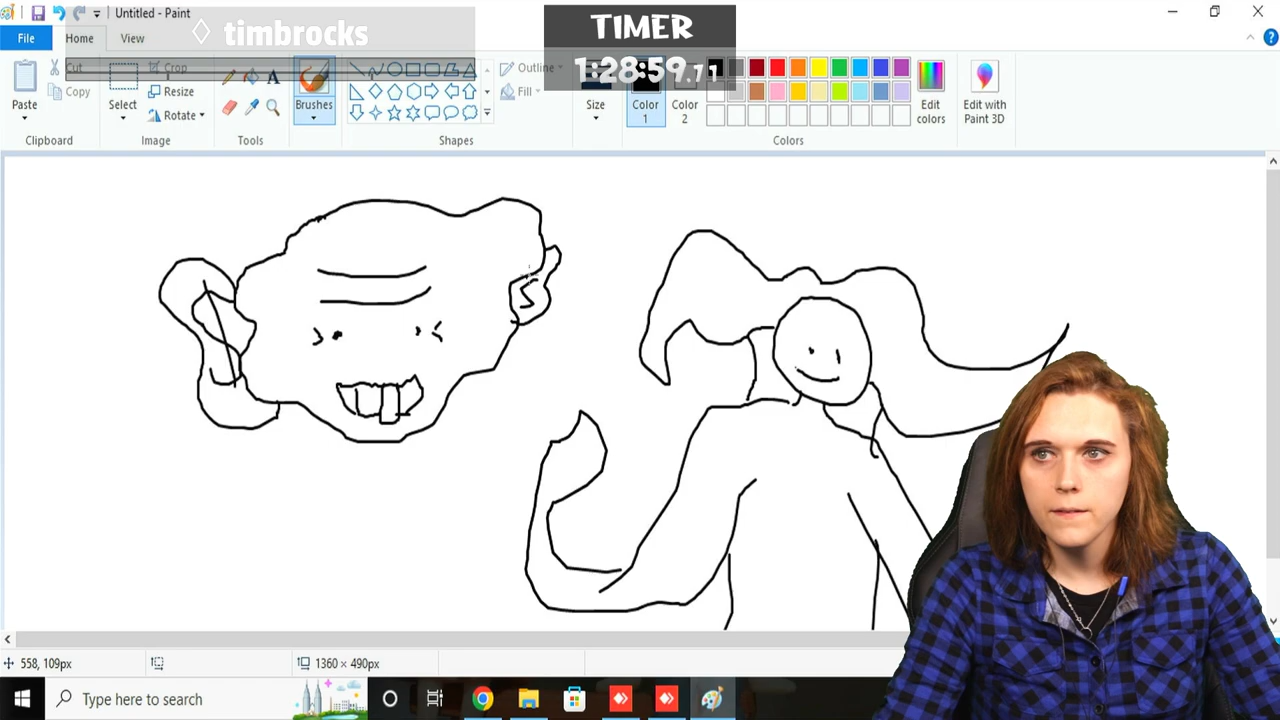 Untitled - Paint
timbrocks
TIMER
1:28:59.71
File
Home
View
Cut
Copy
Paste
Clipboard
Select
Crop
Resize
Rotate
Image
Tools
Brushes
Outline
Fill
Shapes
Size
Color 1
Color 2
Edit colors
Edit with Paint 3D
Colors
558, 109px
1360 × 490px
Type here to search